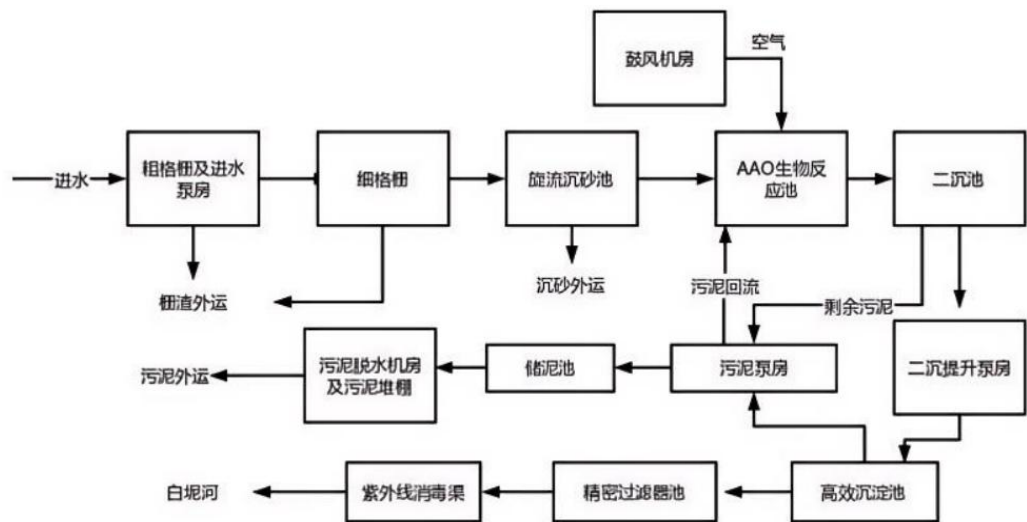 鼓风机房
空气
进水
粗格栅及进水
泵房
细格栅
旋流沉砂池
AAO生物反
应池
二沉池
栅渣外运
沉砂外运
污泥回流
剩余污泥
污泥外运
污泥脱水机房
及污泥堆棚
储泥池
污泥泵房
二沉提升泵房
白坭河
紫外线消毒渠
精密过滤器池
高效沉淀池